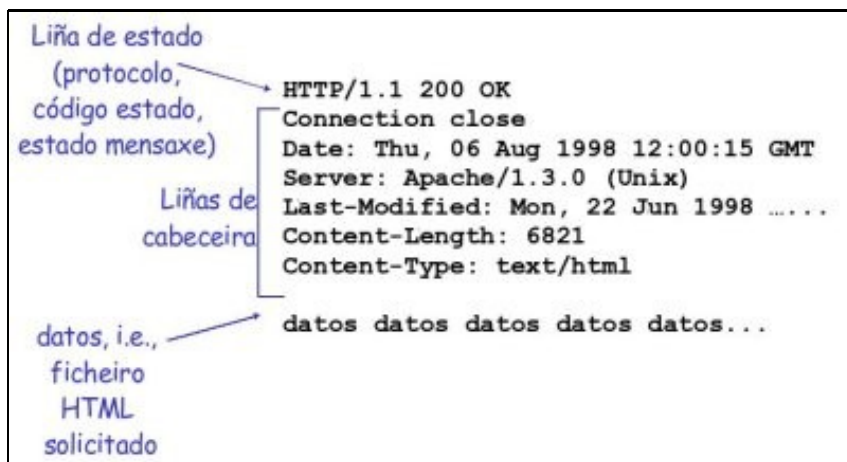 Liña de estado
(protocolo,
código estado,
estado mensaxe)
HTTP/1.1 200 OK
Connection close
Date: Thu, 06 Aug 1998 12:00:15 GMT
Server: Apache/1.3.0 (Unix)
Last-Modified: Mon, 22 Jun 1998 …...
Content-Length: 6821
Content-Type: text/html
Liñas de
cabeceira
datos datos datos datos datos...
datos, i.e.,
ficheiro
HTML
solicitado